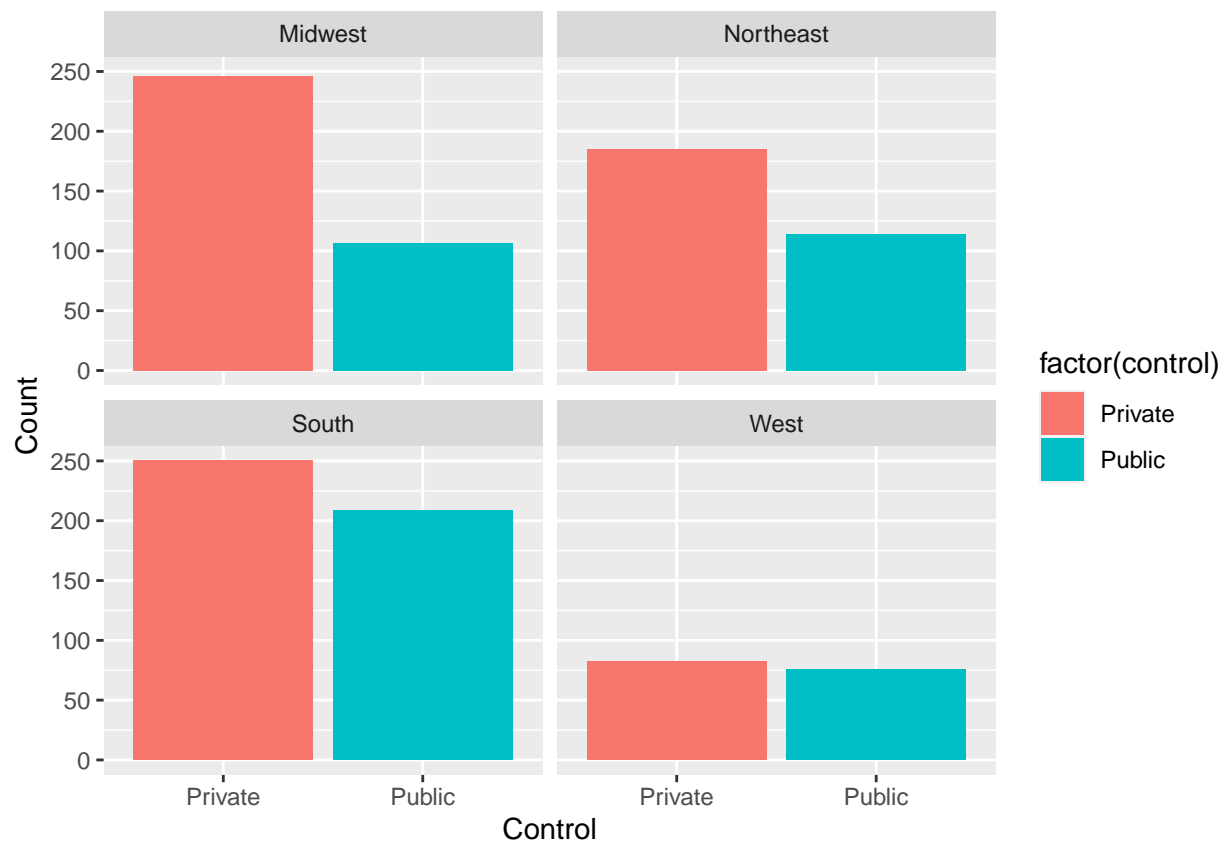 Midwest
Northeast
250
200
150
100
50
0
South
West
250
200
150
100
50
0
Private
Public
Private
Public
Control
Count
factor(control)
Private
Public